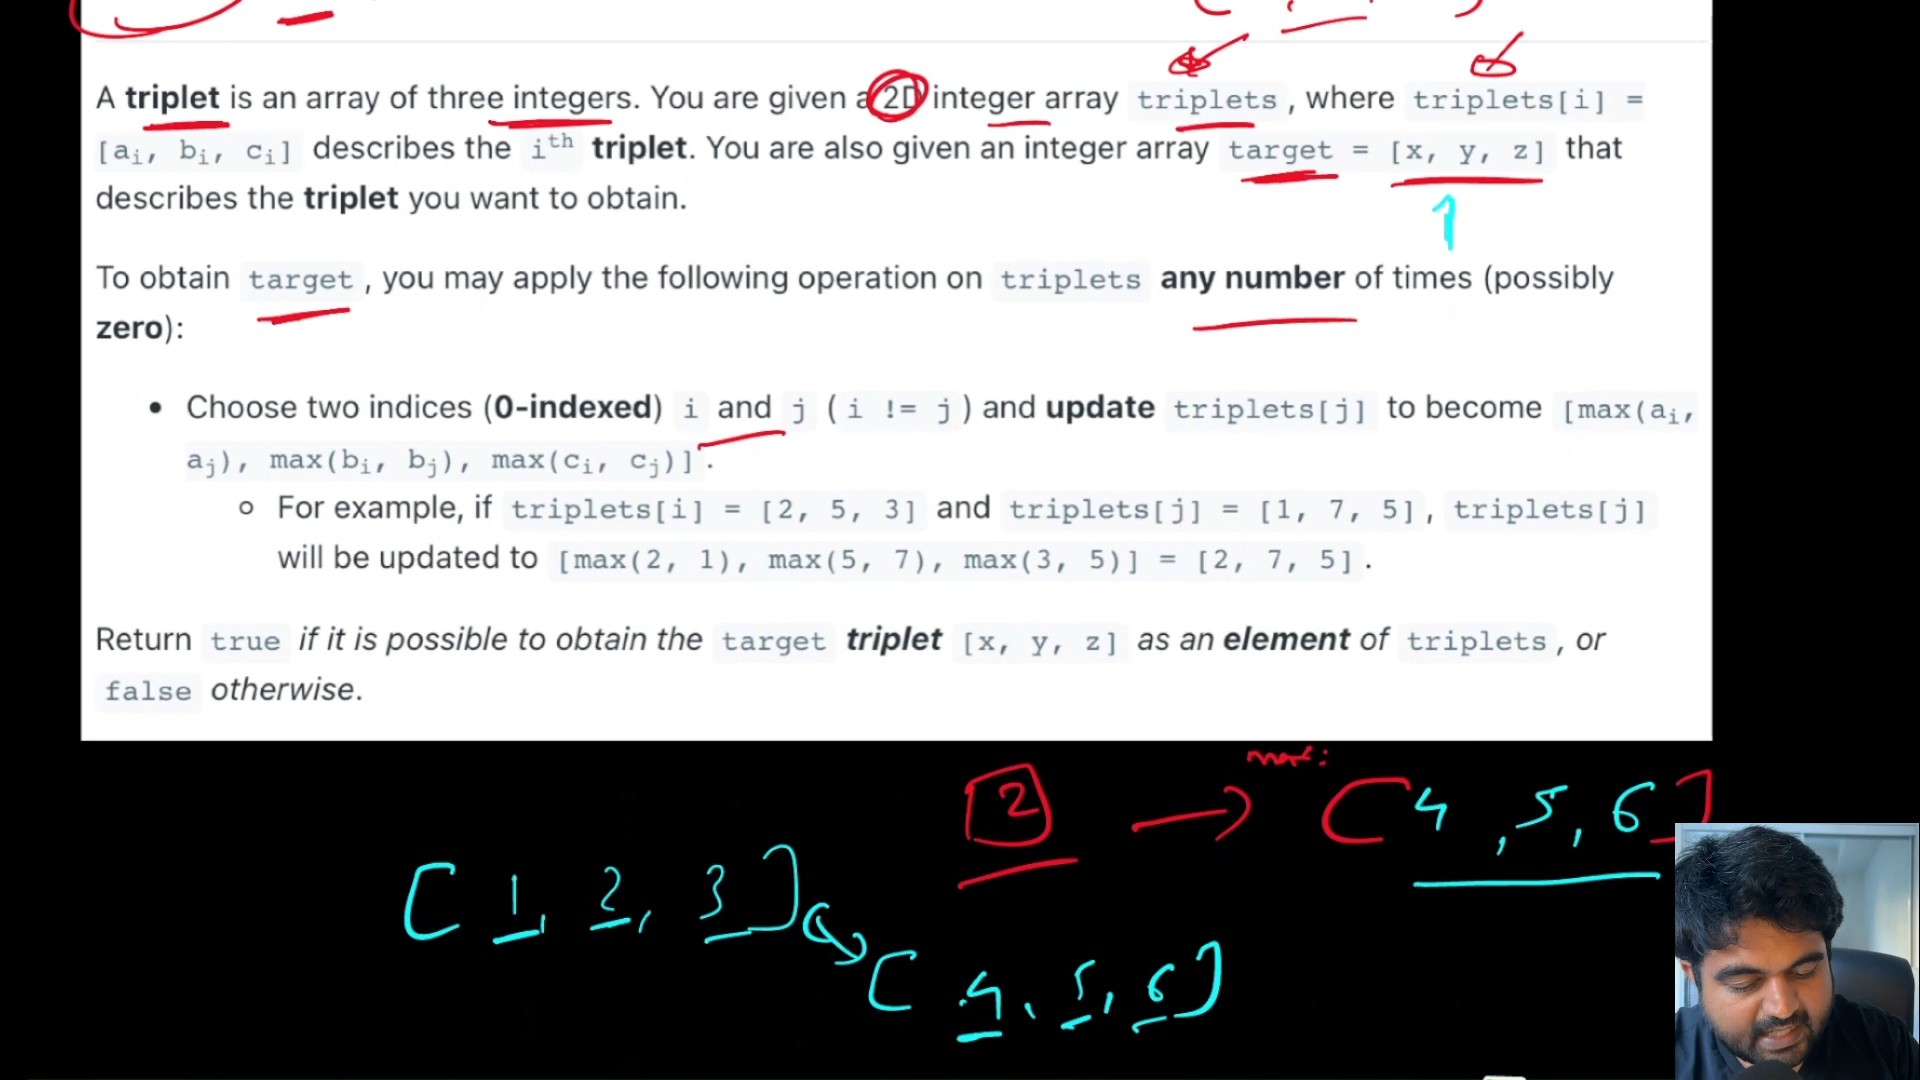 A triplet is an array of three integers. You are given a 2D integer array triplets , where triplets[i] =
[aᵢ, bᵢ, cᵢ] describes the iᵗʰ triplet. You are also given an integer array target = [x, y, z] that
describes the triplet you want to obtain.
To obtain target , you may apply the following operation on triplets any number of times (possibly
zero):
• Choose two indices (0-indexed) i and j ( i != j ) and update triplets[j] to become [max(aᵢ,
aⱼ), max(bᵢ, bⱼ), max(cᵢ, cⱼ)] .
○ For example, if triplets[i] = [2, 5, 3] and triplets[j] = [1, 7, 5] , triplets[j]
will be updated to [max(2, 1), max(5, 7), max(3, 5)] = [2, 7, 5] .
Return true if it is possible to obtain the target triplet [x, y, z] as an element of triplets , or
false otherwise.
2 → [4, 5, 6]
[1, 2, 3]
[4, 5, 6]